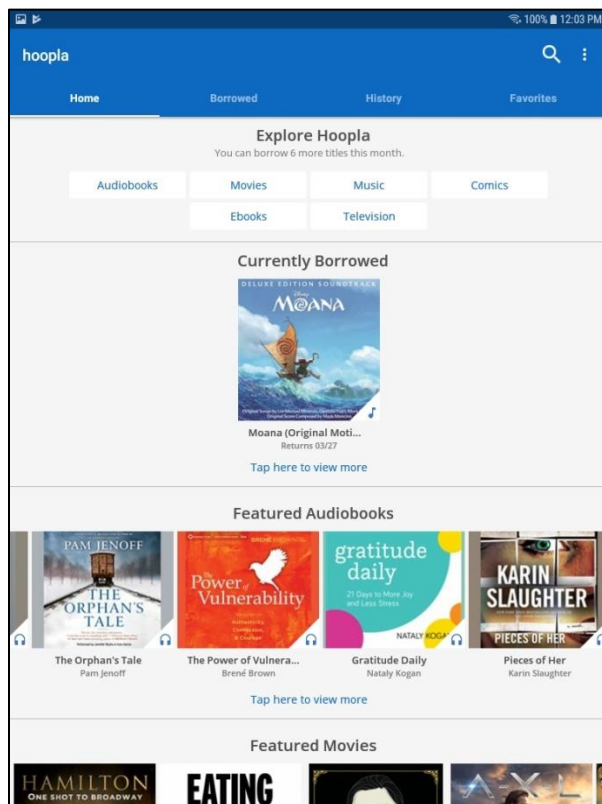 100% 12:03 PM
hoopla
Home Borrowed History Favorites
Explore Hoopla
You can borrow 6 more titles this month.
Audiobooks Movies Music Comics
Ebooks Television
Currently Borrowed
DELUXE EDITION SOUNDTRACK
Disney
MOANA
Moana (Original Moti...
Returns 03/27
Tap here to view more
Featured Audiobooks
PAM JENOFF
THE
ORPHAN'S
TALE
BRENÉ BROWN
The
Power of
Vulnerability
gratitude
daily
21 Days to More Joy
and Less Stress
NATALY KOGAN
KARIN
SLAUGHTER
PIECES OF HER
The Orphan's Tale
Pam Jenoff
The Power of Vulnera...
Brené Brown
Gratitude Daily
Nataly Kogan
Pieces of Her
Karin Slaughter
Tap here to view more
Featured Movies
HAMILTON
ONE SHOT TO BROADWAY
EATING
A-X-L